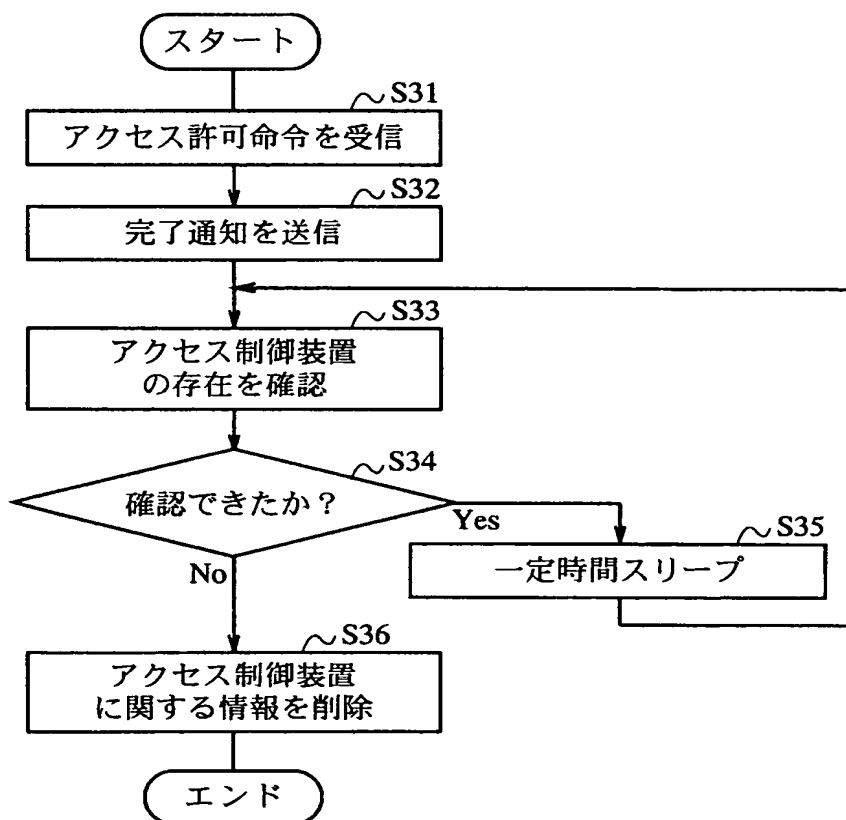 スタート
S31
アクセス許可命令を受信
S32
完了通知を送信
S33
アクセス制御装置
の存在を確認
S34
確認できたか？
Yes
No
S35
一定時間スリープ
S36
アクセス制御装置
に関する情報を削除
エンド